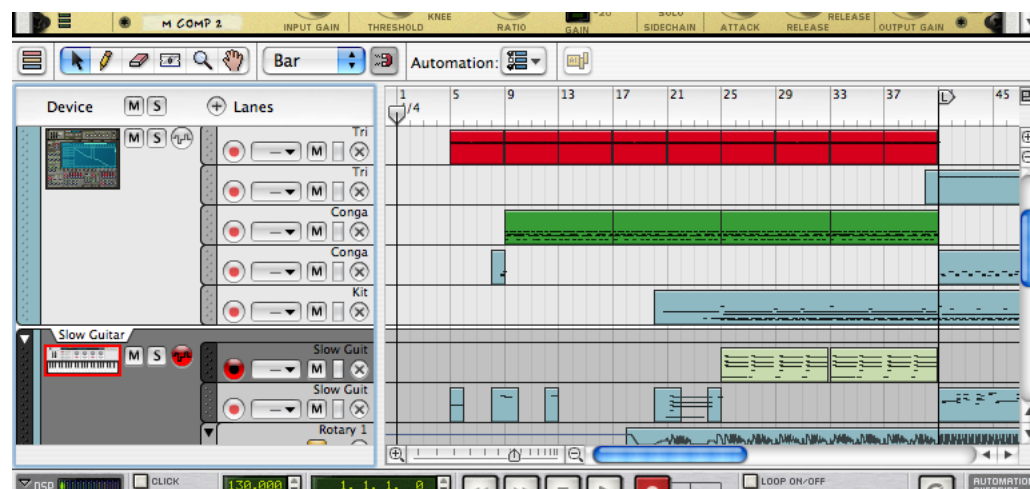 M COMP 2 INPUT GAIN THRESHOLD KNEE RATIO GAIN -20 SOLO SIDECHAIN ATTACK RELEASE RELEASE OUTPUT GAIN
Bar Automation:
Device M S Lanes 1 5 9 13 17 21 25 29 33 37 L 45
/4
M S Tri
M
Tri
M
Conga
M
Conga
M
Kit
M
Slow Guitar
M S Slow Guit
M
Slow Guit
M
Rotary 1
DSP CLICK 130.000 1. 1. 1. 0 LOOP ON/OFF AUTOMATION